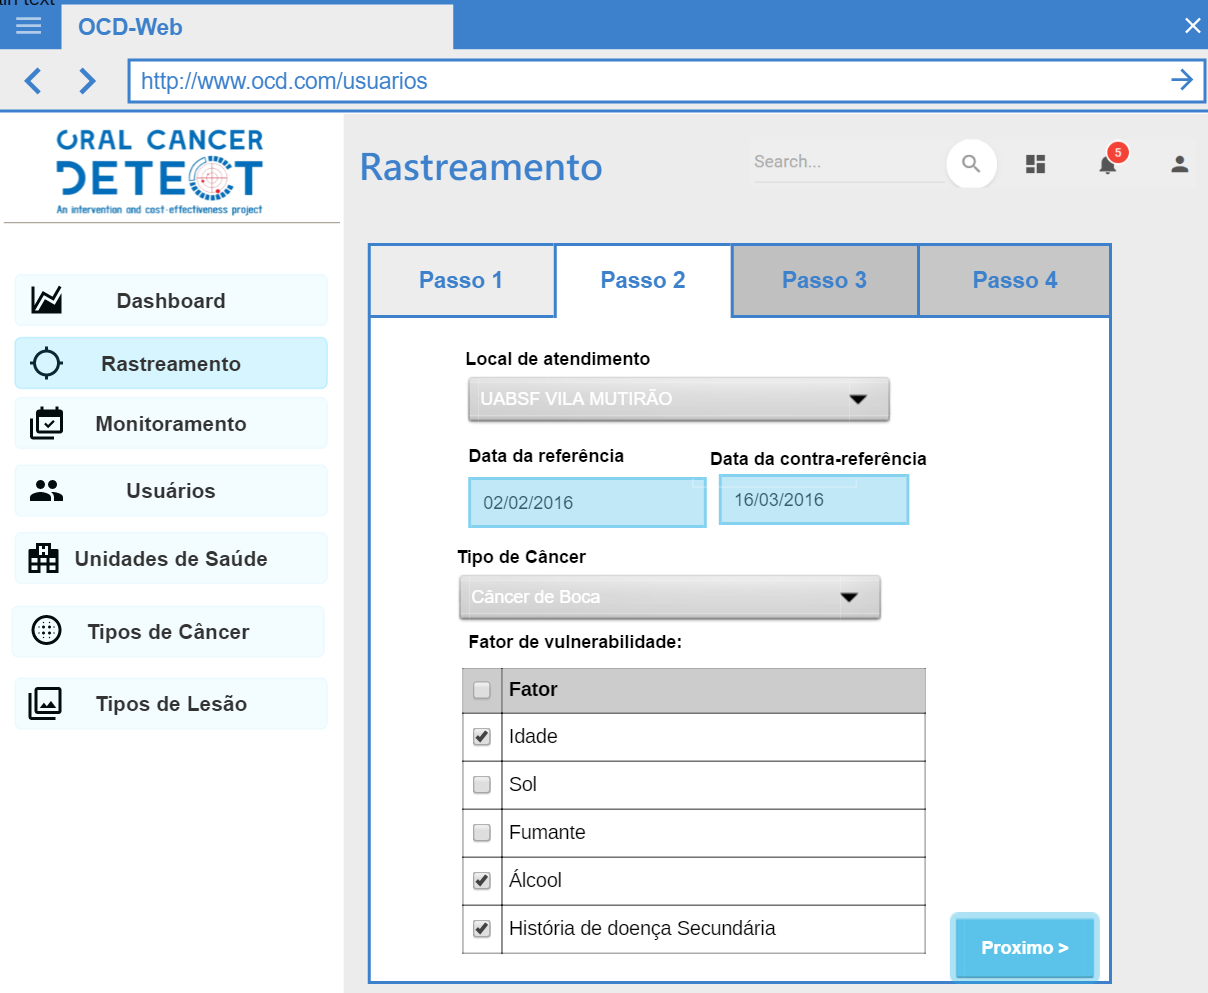 OCD-Web
http://www.ocd.com/usuarios
ORAL CANCER
DETECT
An intervention and cost-effectiveness project
Rastreamento
Search...
5
Dashboard
Rastreamento
Monitoramento
Usuários
Unidades de Saúde
Tipos de Câncer
Tipos de Lesão
Passo 1
Passo 2
Passo 3
Passo 4
Local de atendimento
UABSF VILA MUTIRÃO
Data da referência
Data da contra-referência
02/02/2016
16/03/2016
Tipo de Câncer
Câncer de Boca
Fator de vulnerabilidade:
Fator
Idade
Sol
Fumante
Álcool
História de doença Secundária
Proximo >